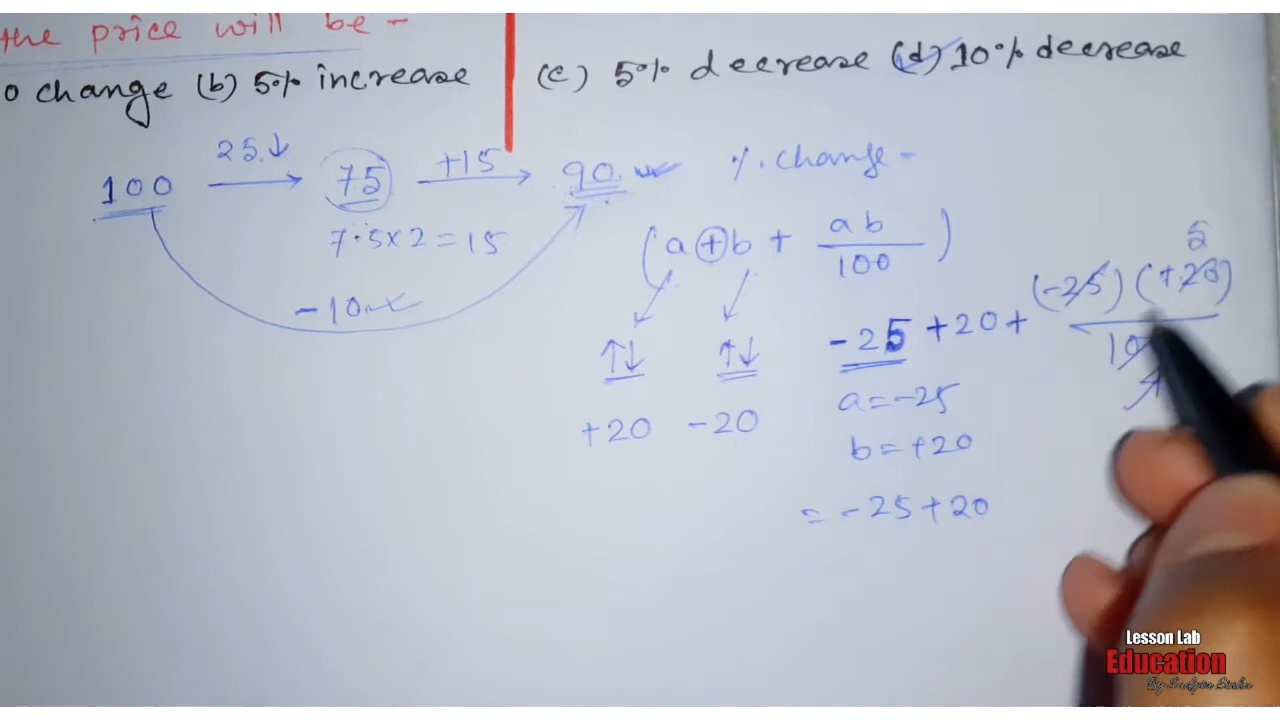 the price will be -
o change (b) 5% increase (c) 5% decrease (d) 10% decrease
100 25↓ 75 +15 90 % change -
7.5x2=15
(a+b+ ab/100)
-10
↑↓ ↑↓
+20 -20
-25+20+ (-25)(+20)/100
5
a=-25
b=+20
=-25+20
Lesson Lab
Education